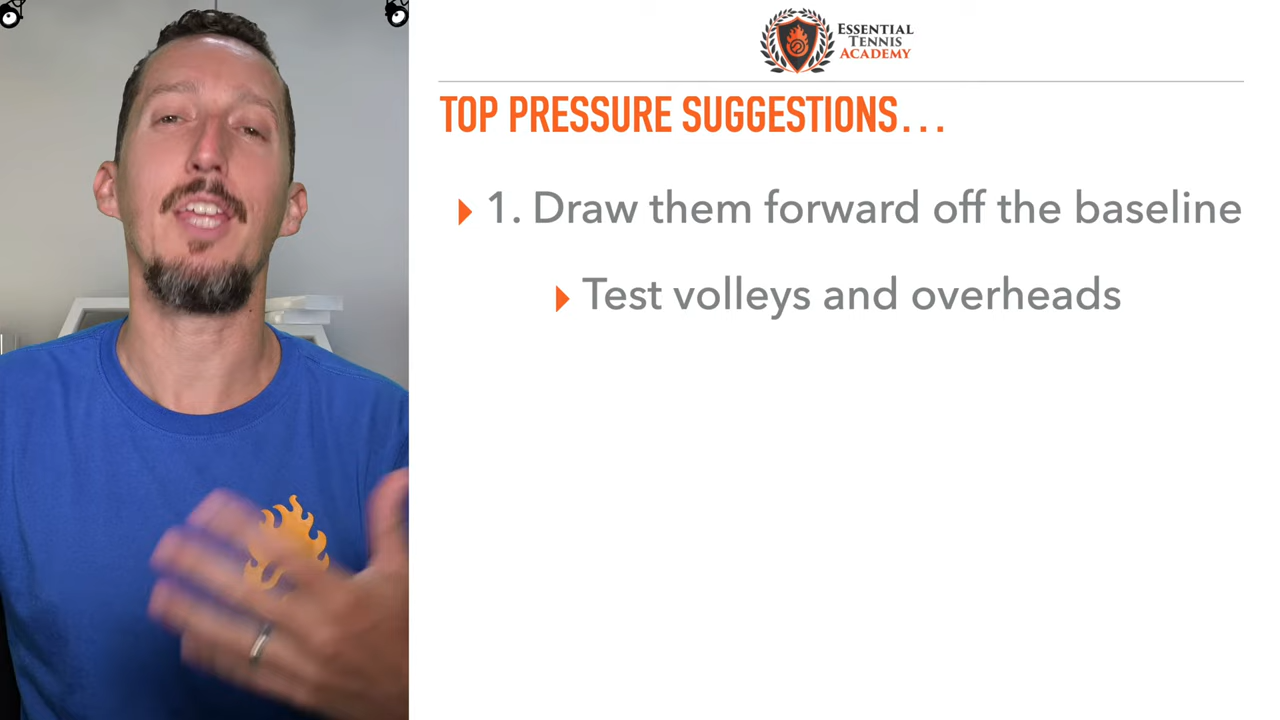 ESSENTIAL
TENNIS
ACADEMY
TOP PRESSURE SUGGESTIONS...
1. Draw them forward off the baseline
Test volleys and overheads